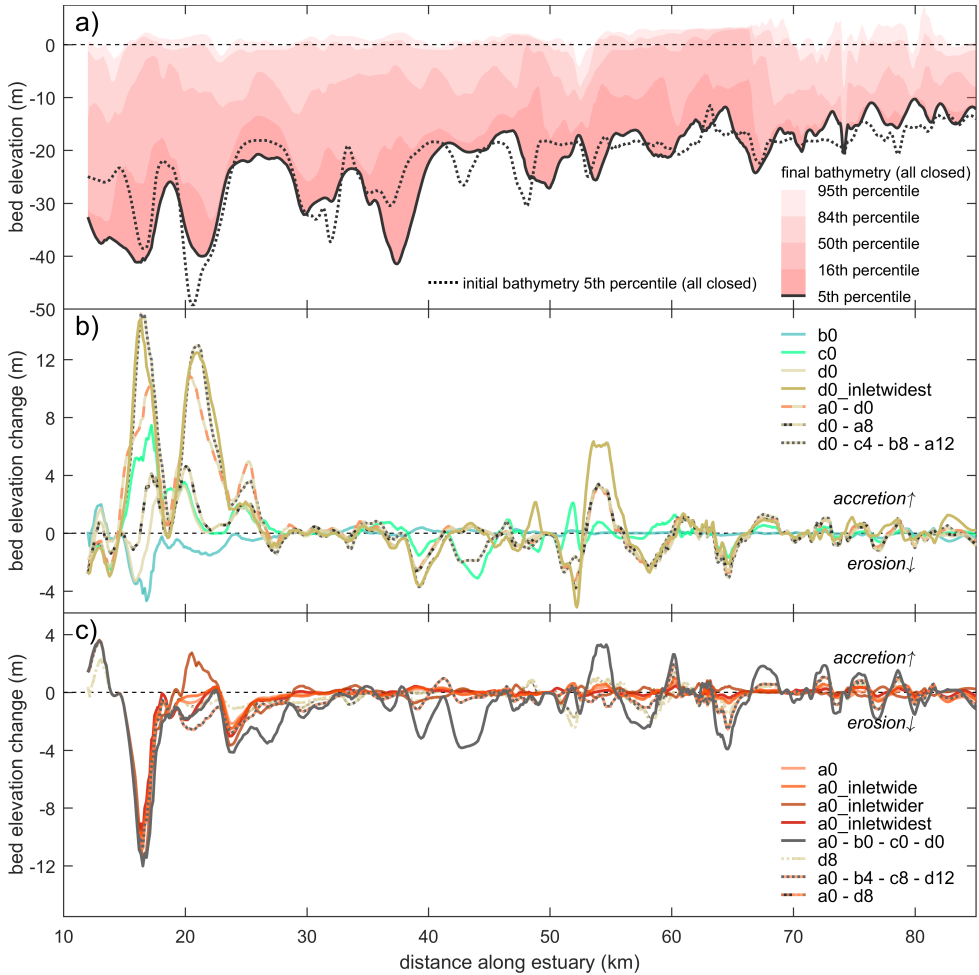 a)
0
-10
-20
-30
-40
-50
bed elevation (m)
final bathymetry (all closed)
95th percentile
84th percentile
50th percentile
16th percentile
5th percentile
initial bathymetry 5th percentile (all closed)
b)
12
8
4
0
-4
bed elevation change (m)
b0
c0
d0
d0_inletwidest
a0 - d0
d0 - a8
d0 - c4 - b8 - a12
accretion↑
erosion↓
c)
4
0
-4
-8
-12
bed elevation change (m)
accretion↑
erosion↓
a0
a0_inletwide
a0_inletwider
a0_inletwidest
a0 - b0 - c0 - d0
d8
a0 - b4 - c8 - d12
a0 - d8
10 20 30 40 50 60 70 80
distance along estuary (km)